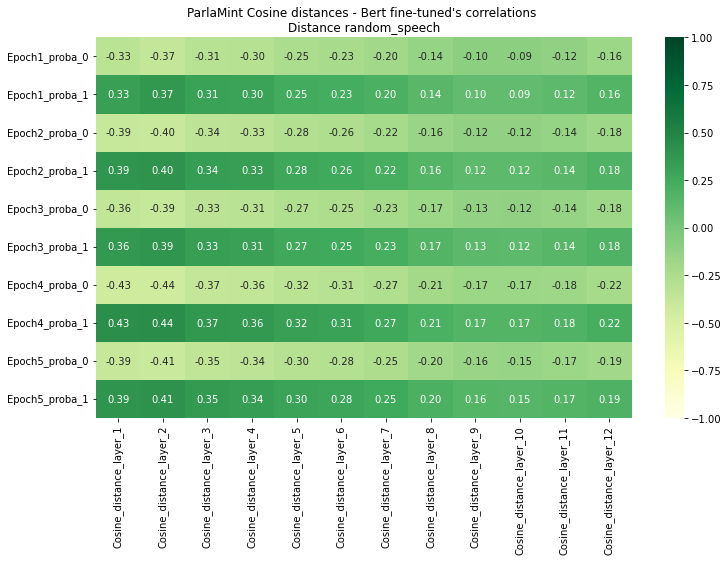 ParlaMint Cosine distances - Bert fine-tuned's correlations
Distance random_speech
Epoch1_proba_0 -0.33 -0.37 -0.31 -0.30 -0.25 -0.23 -0.20 -0.14 -0.10 -0.09 -0.12 -0.16
Epoch1_proba_1 0.33 0.37 0.31 0.30 0.25 0.23 0.20 0.14 0.10 0.09 0.12 0.16
Epoch2_proba_0 -0.39 -0.40 -0.34 -0.33 -0.28 -0.26 -0.22 -0.16 -0.12 -0.12 -0.14 -0.18
Epoch2_proba_1 0.39 0.40 0.34 0.33 0.28 0.26 0.22 0.16 0.12 0.12 0.14 0.18
Epoch3_proba_0 -0.36 -0.39 -0.33 -0.31 -0.27 -0.25 -0.23 -0.17 -0.13 -0.12 -0.14 -0.18
Epoch3_proba_1 0.36 0.39 0.33 0.31 0.27 0.25 0.23 0.17 0.13 0.12 0.14 0.18
Epoch4_proba_0 -0.43 -0.44 -0.37 -0.36 -0.32 -0.31 -0.27 -0.21 -0.17 -0.17 -0.18 -0.22
Epoch4_proba_1 0.43 0.44 0.37 0.36 0.32 0.31 0.27 0.21 0.17 0.17 0.18 0.22
Epoch5_proba_0 -0.39 -0.41 -0.35 -0.34 -0.30 -0.28 -0.25 -0.20 -0.16 -0.15 -0.17 -0.19
Epoch5_proba_1 0.39 0.41 0.35 0.34 0.30 0.28 0.25 0.20 0.16 0.15 0.17 0.19
Cosine_distance_layer_1
Cosine_distance_layer_2
Cosine_distance_layer_3
Cosine_distance_layer_4
Cosine_distance_layer_5
Cosine_distance_layer_6
Cosine_distance_layer_7
Cosine_distance_layer_8
Cosine_distance_layer_9
Cosine_distance_layer_10
Cosine_distance_layer_11
Cosine_distance_layer_12
1.00
0.75
0.50
0.25
0.00
−0.25
−0.50
−0.75
−1.00